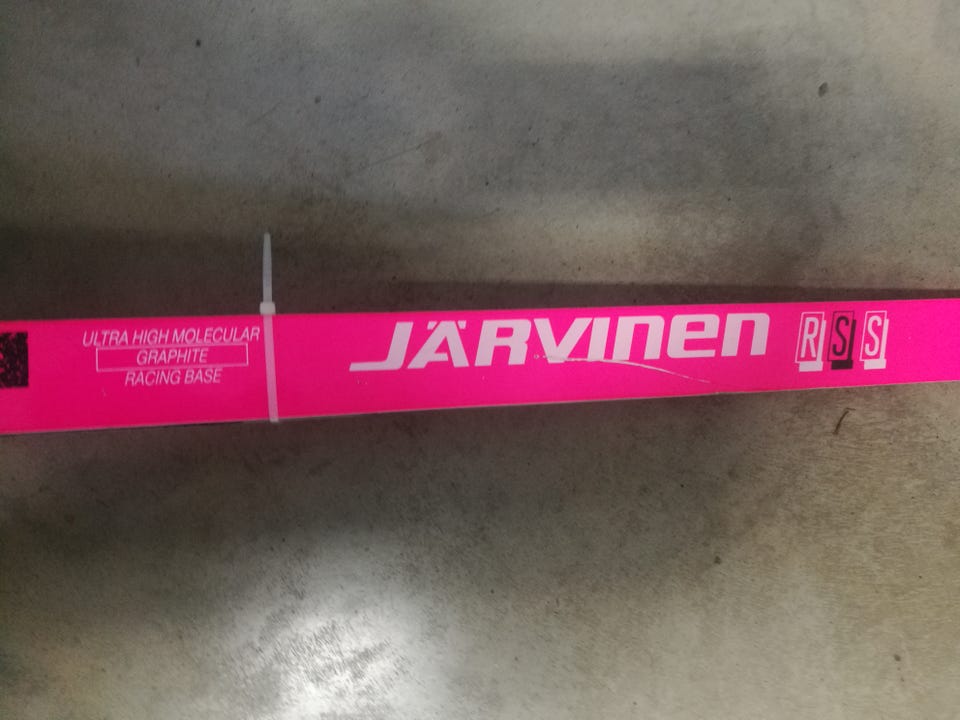 ULTRA HIGH MOLECULAR
GRAPHITE
RACING BASE
JÄRVINEN
RSS